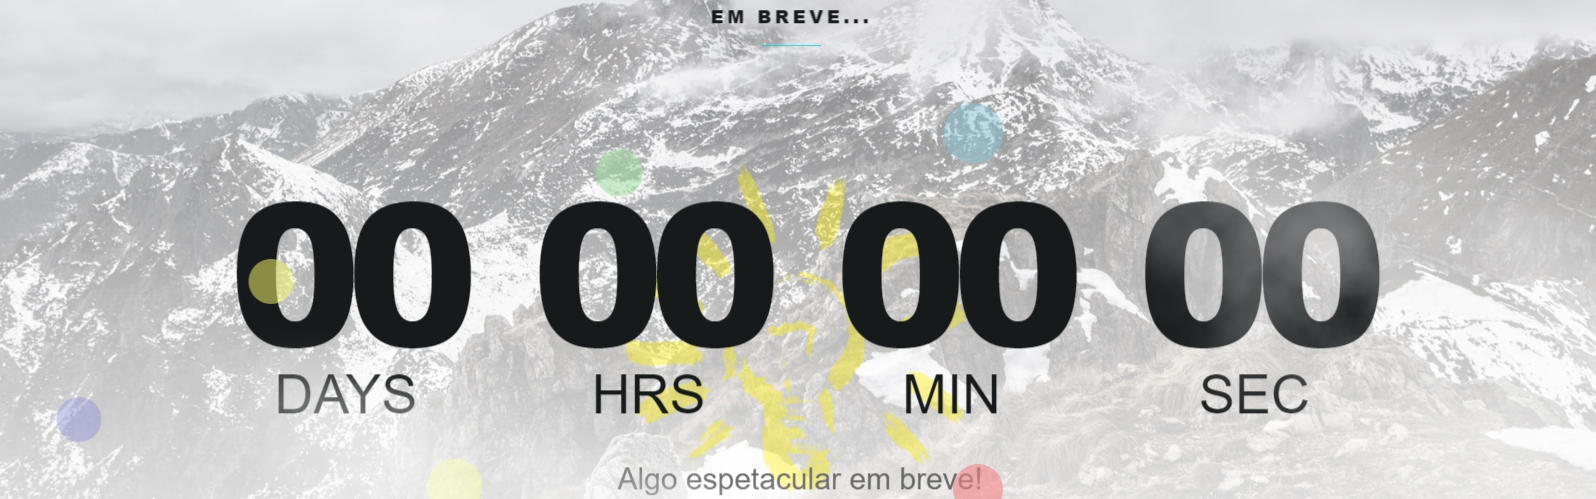 EM BREVE...
00 00 00 00
DAYS HRS MIN SEC
Algo espetacular em breve!